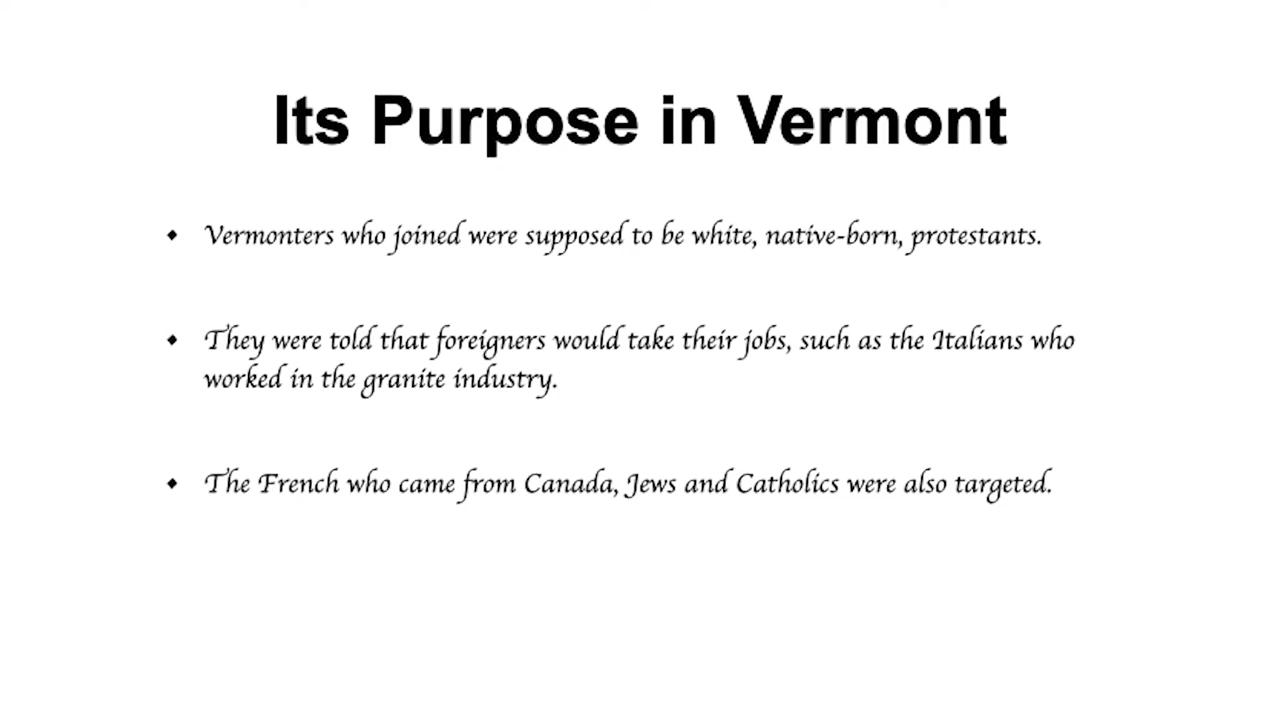 Its Purpose in Vermont
Vermonters who joined were supposed to be white, native-born, protestants.
They were told that foreigners would take their jobs, such as the Italians who
worked in the granite industry.
The French who came from Canada, Jews and Catholics were also targeted.